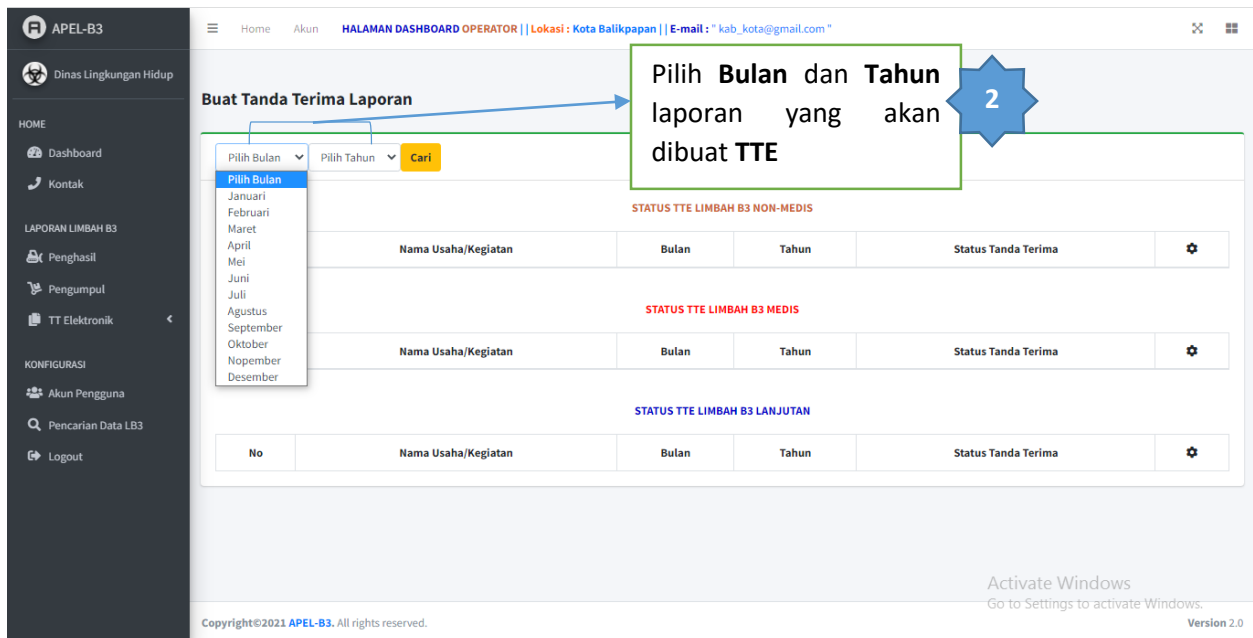 APEL-B3
Home Akun HALAMAN DASHBOARD OPERATOR || Lokasi : Kota Balikpapan || E-mail : " kab_kota@gmail.com "
Dinas Lingkungan Hidup
HOME
Dashboard
Kontak
LAPORAN LIMBAH B3
Penghasil
Pengumpul
TT Elektronik
KONFIGURASI
Akun Pengguna
Pencarian Data LB3
Logout
Buat Tanda Terima Laporan
Pilih Bulan dan Tahun
laporan yang akan
dibuat TTE
2
Pilih Bulan Pilih Tahun Cari
Pilih Bulan
Januari
Februari
Maret
April
Mei
Juni
Juli
Agustus
September
Oktober
Nopember
Desember
STATUS TTE LIMBAH B3 NON-MEDIS
Nama Usaha/Kegiatan Bulan Tahun Status Tanda Terima
STATUS TTE LIMBAH B3 MEDIS
Nama Usaha/Kegiatan Bulan Tahun Status Tanda Terima
STATUS TTE LIMBAH B3 LANJUTAN
No Nama Usaha/Kegiatan Bulan Tahun Status Tanda Terima
Activate Windows
Go to Settings to activate Windows.
Copyright©2021 APEL-B3. All rights reserved. Version 2.0